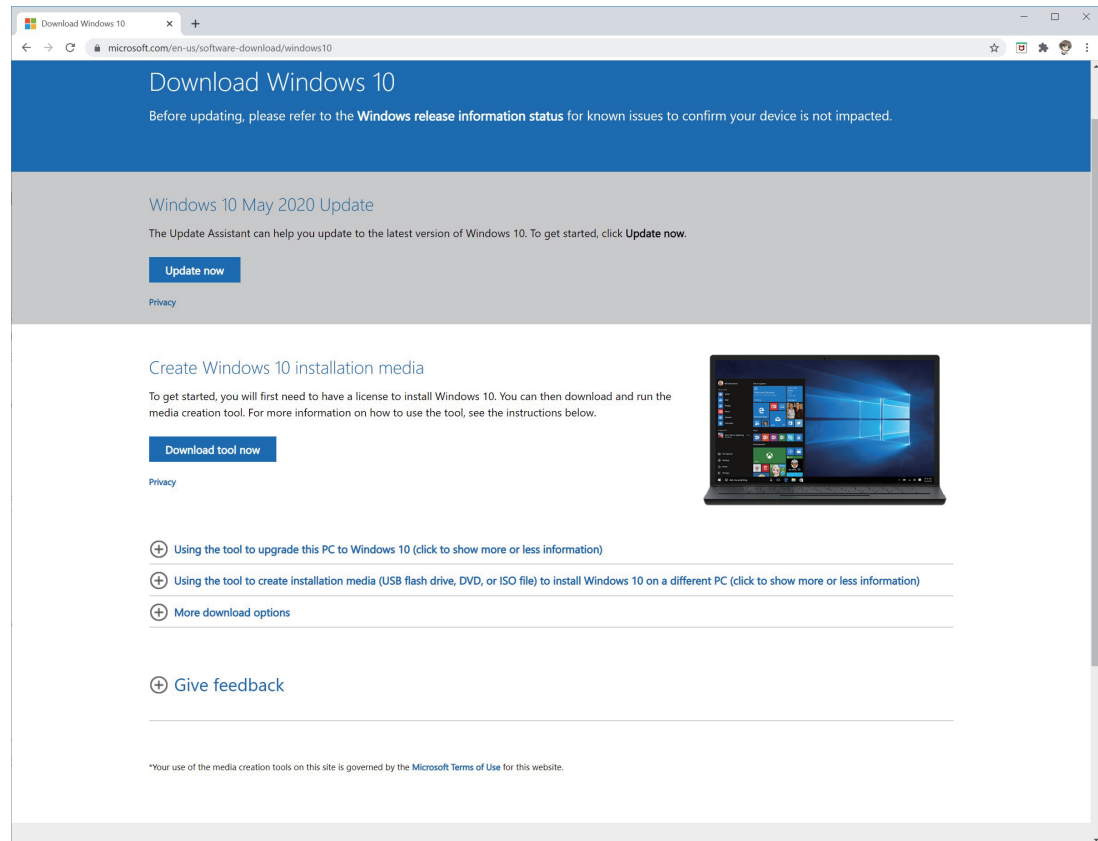 Download Windows 10
microsoft.com/en-us/software-download/windows10
Download Windows 10
Before updating, please refer to the Windows release information status for known issues to confirm your device is not impacted.
Windows 10 May 2020 Update
The Update Assistant can help you update to the latest version of Windows 10. To get started, click Update now.
Update now
Privacy
Create Windows 10 installation media
To get started, you will first need to have a license to install Windows 10. You can then download and run the
media creation tool. For more information on how to use the tool, see the instructions below.
Download tool now
Privacy
Using the tool to upgrade this PC to Windows 10 (click to show more or less information)
Using the tool to create installation media (USB flash drive, DVD, or ISO file) to install Windows 10 on a different PC (click to show more or less information)
More download options
Give feedback
*Your use of the media creation tools on this site is governed by the Microsoft Terms of Use for this website.